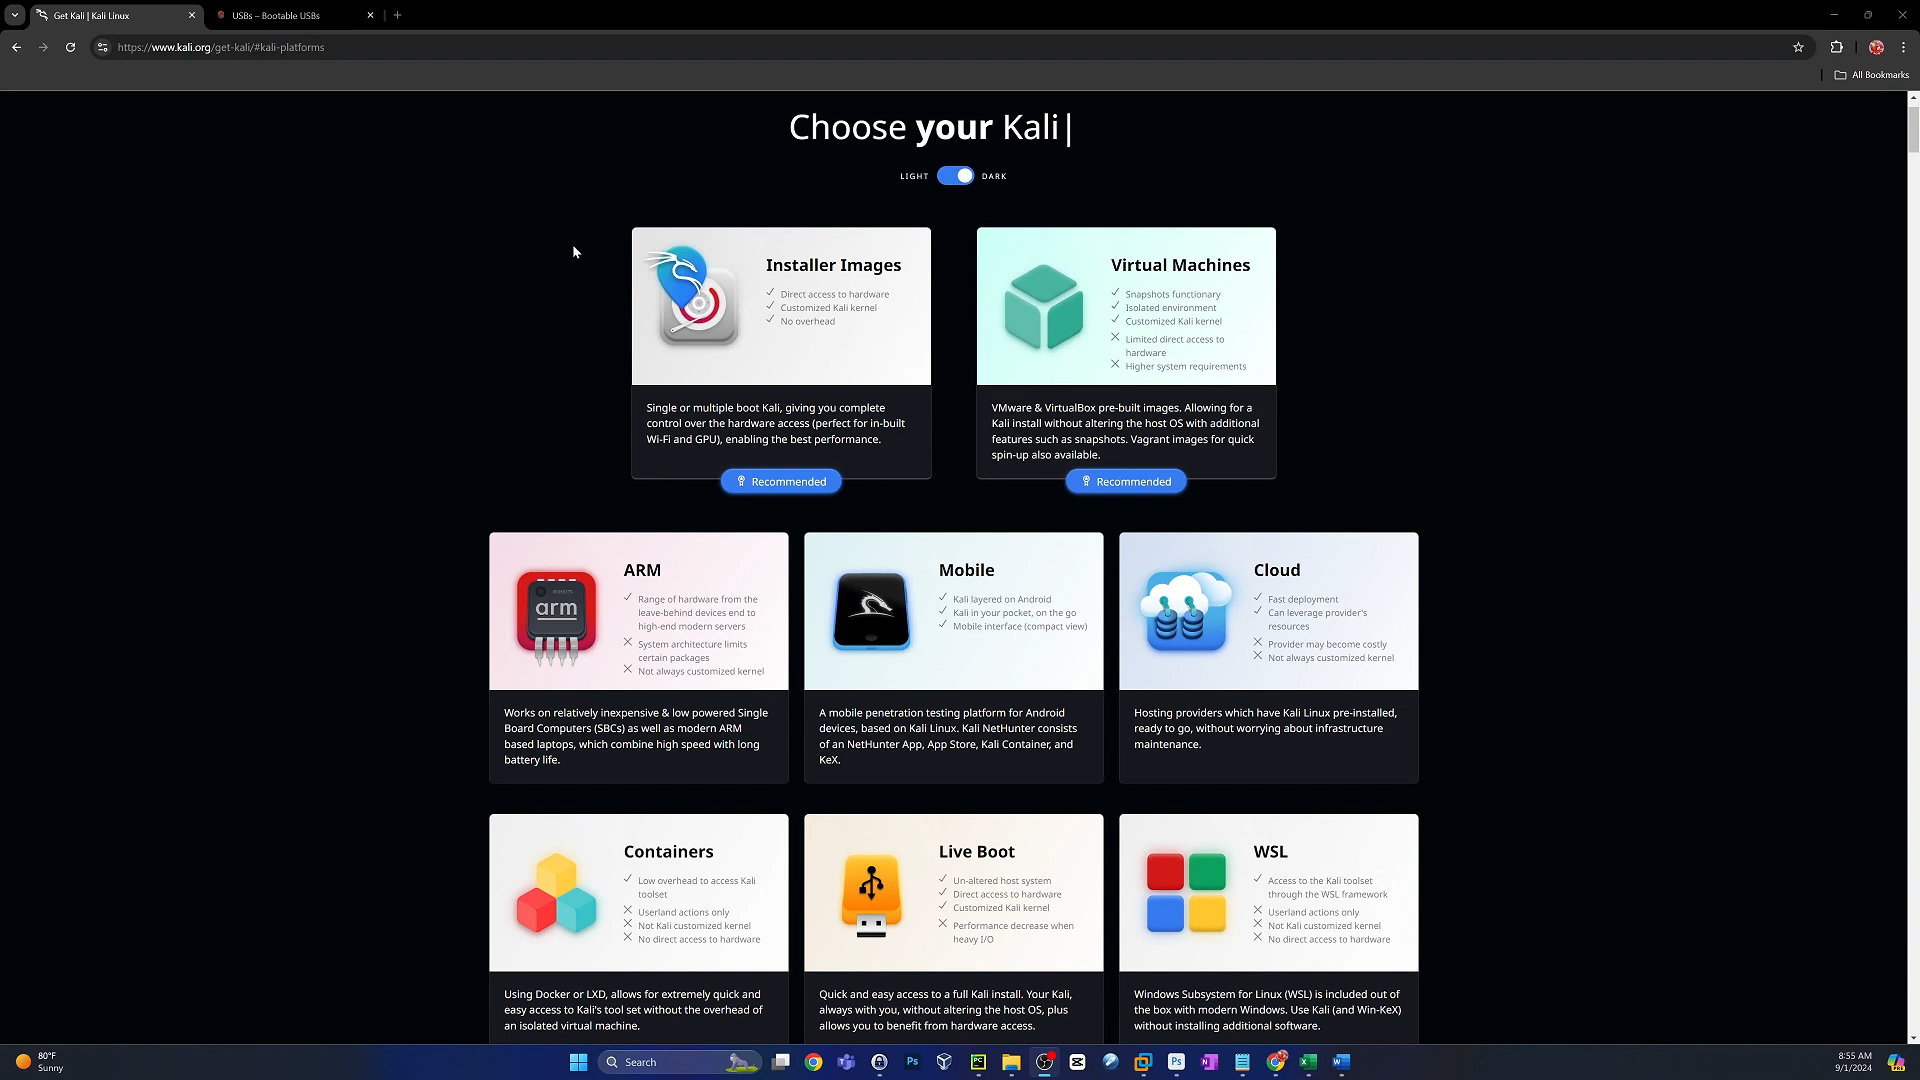 Get Kali | Kali Linux
USBs – Bootable USBs
https://www.kali.org/get-kali/#kali-platforms
All Bookmarks
Choose your Kali|
LIGHT
DARK
Installer Images
Direct access to hardware
Customized Kali kernel
No overhead
Single or multiple boot Kali, giving you complete
control over the hardware access (perfect for in-built
Wi-Fi and GPU), enabling the best performance.
Recommended
Virtual Machines
Snapshots functionary
Isolated environment
Customized Kali kernel
Limited direct access to
hardware
Higher system requirements
VMware & VirtualBox pre-built images. Allowing for a
Kali install without altering the host OS with additional
features such as snapshots. Vagrant images for quick
spin-up also available.
Recommended
arm
ARM
Range of hardware from the
leave-behind devices end to
high-end modern servers
System architecture limits
certain packages
Not always customized kernel
Works on relatively inexpensive & low powered Single
Board Computers (SBCs) as well as modern ARM
based laptops, which combine high speed with long
battery life.
Mobile
Kali layered on Android
Kali in your pocket, on the go
Mobile interface (compact view)
A mobile penetration testing platform for Android
devices, based on Kali Linux. Kali NetHunter consists
of an NetHunter App, App Store, Kali Container, and
KeX.
Cloud
Fast deployment
Can leverage provider's
resources
Provider may become costly
Not always customized kernel
Hosting providers which have Kali Linux pre-installed,
ready to go, without worrying about infrastructure
maintenance.
Containers
Low overhead to access Kali
toolset
Userland actions only
Not Kali customized kernel
No direct access to hardware
Using Docker or LXD, allows for extremely quick and
easy access to Kali's tool set without the overhead of
an isolated virtual machine.
Live Boot
Un-altered host system
Direct access to hardware
Customized Kali kernel
Performance decrease when
heavy I/O
Quick and easy access to a full Kali install. Your Kali,
always with you, without altering the host OS, plus
allows you to benefit from hardware access.
WSL
Access to the Kali toolset
through the WSL framework
Userland actions only
Not Kali customized kernel
No direct access to hardware
Windows Subsystem for Linux (WSL) is included out of
the box with modern Windows. Use Kali (and Win-KeX)
without installing additional software.
80°F
Sunny
Search
Ps
PC
Ps
8:55 AM
9/1/2024